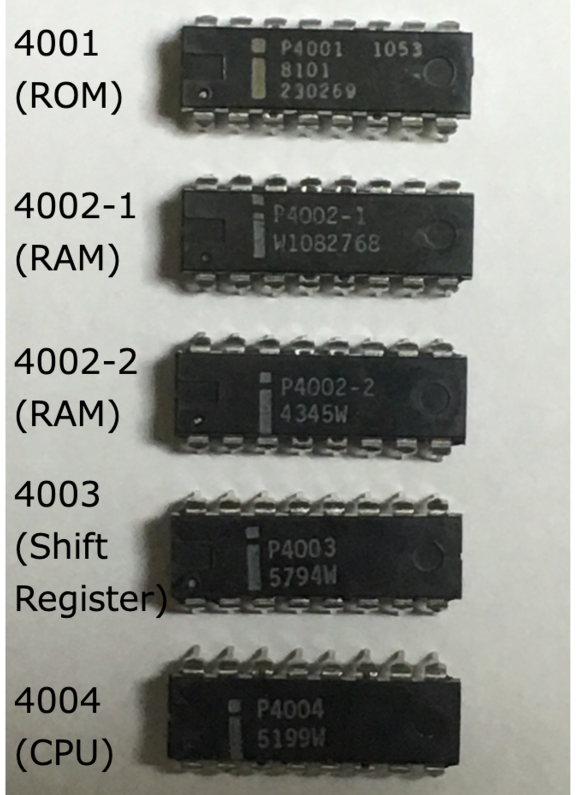 4001
(ROM)
P4001 1053
8101
230269
4002-1
(RAM)
P4002-1
W1082768
4002-2
(RAM)
P4002-2
4345W
4003
(Shift
Register)
P4003
5794W
4004
(CPU)
P4004
5199W